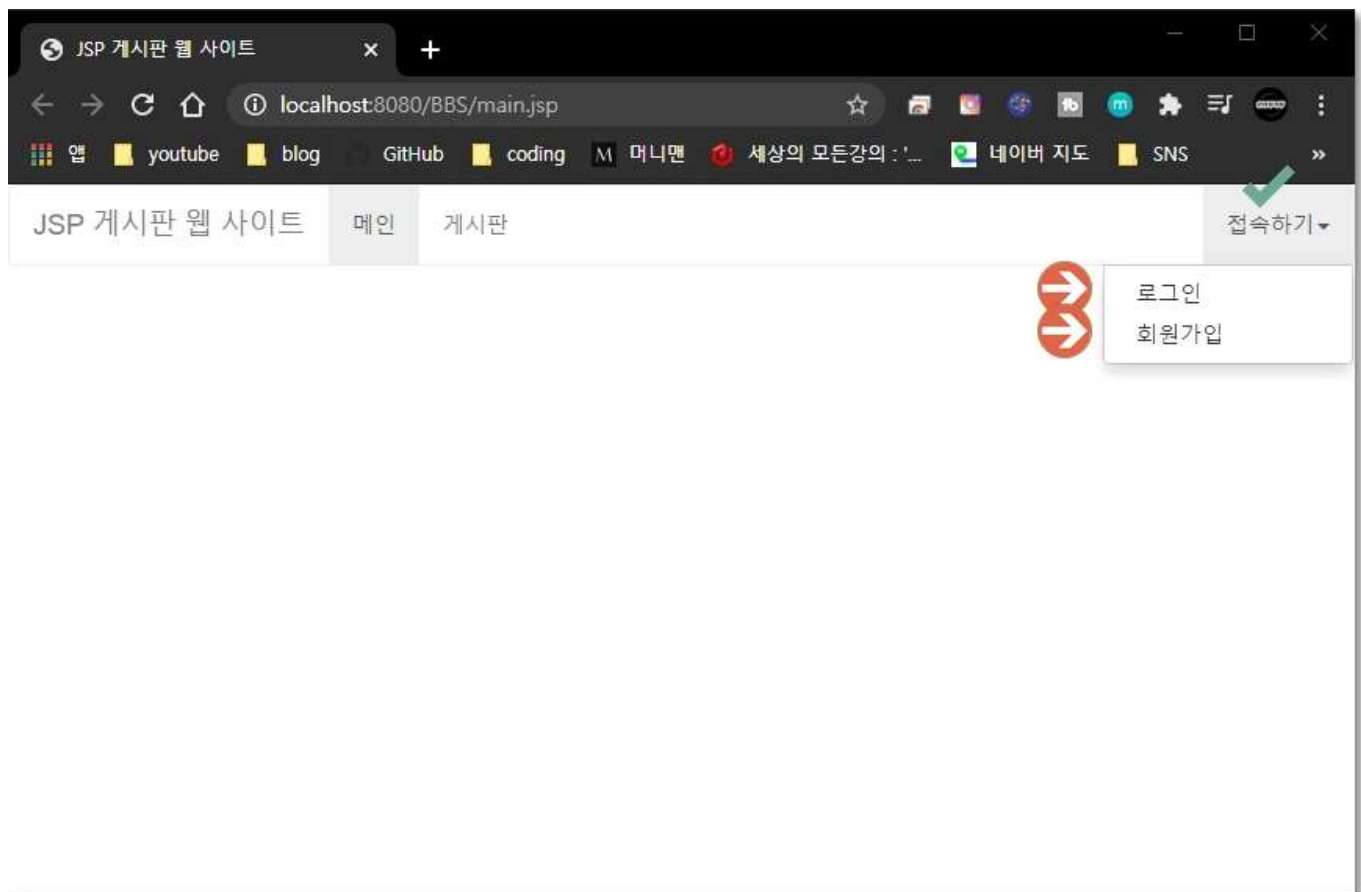 JSP 게시판 웹 사이트
localhost:8080/BBS/main.jsp
앱 youtube blog GitHub coding M 머니맨 세상의 모든강의 : '... 네이버 지도 SNS »
JSP 게시판 웹 사이트 메인 게시판 접속하기
로그인
회원가입